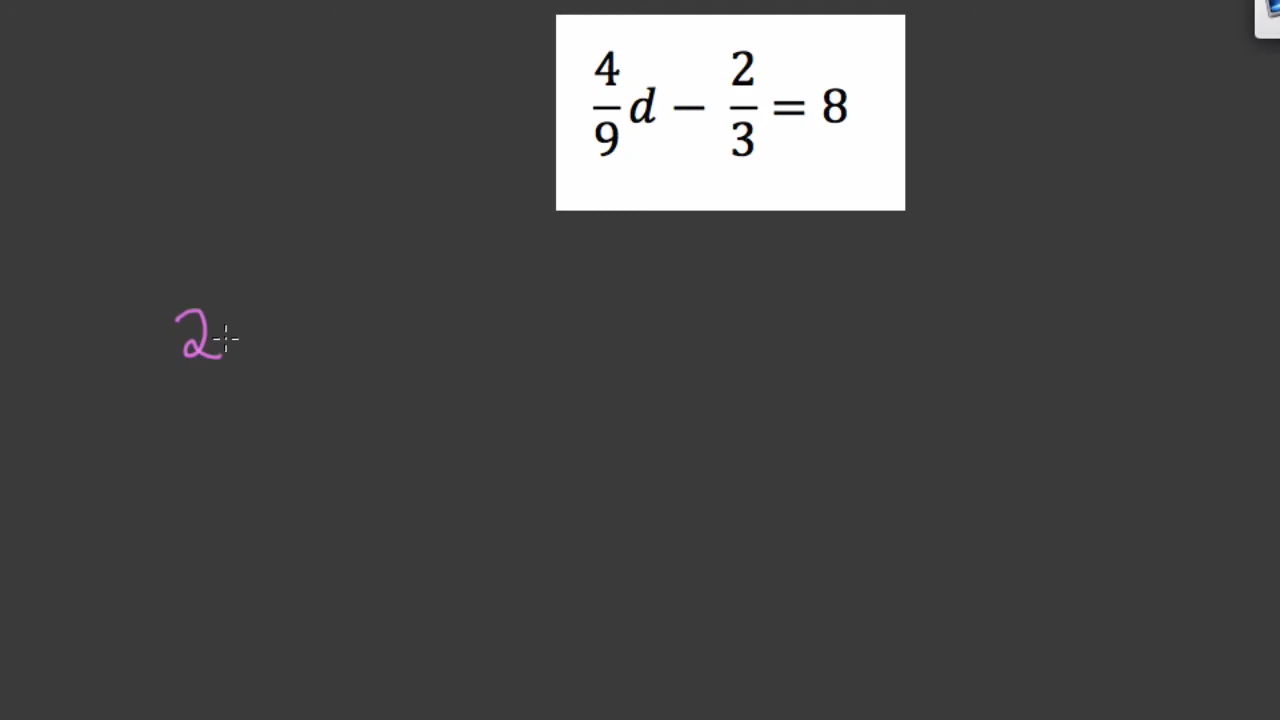 4/9 d − 2/3 = 8
2